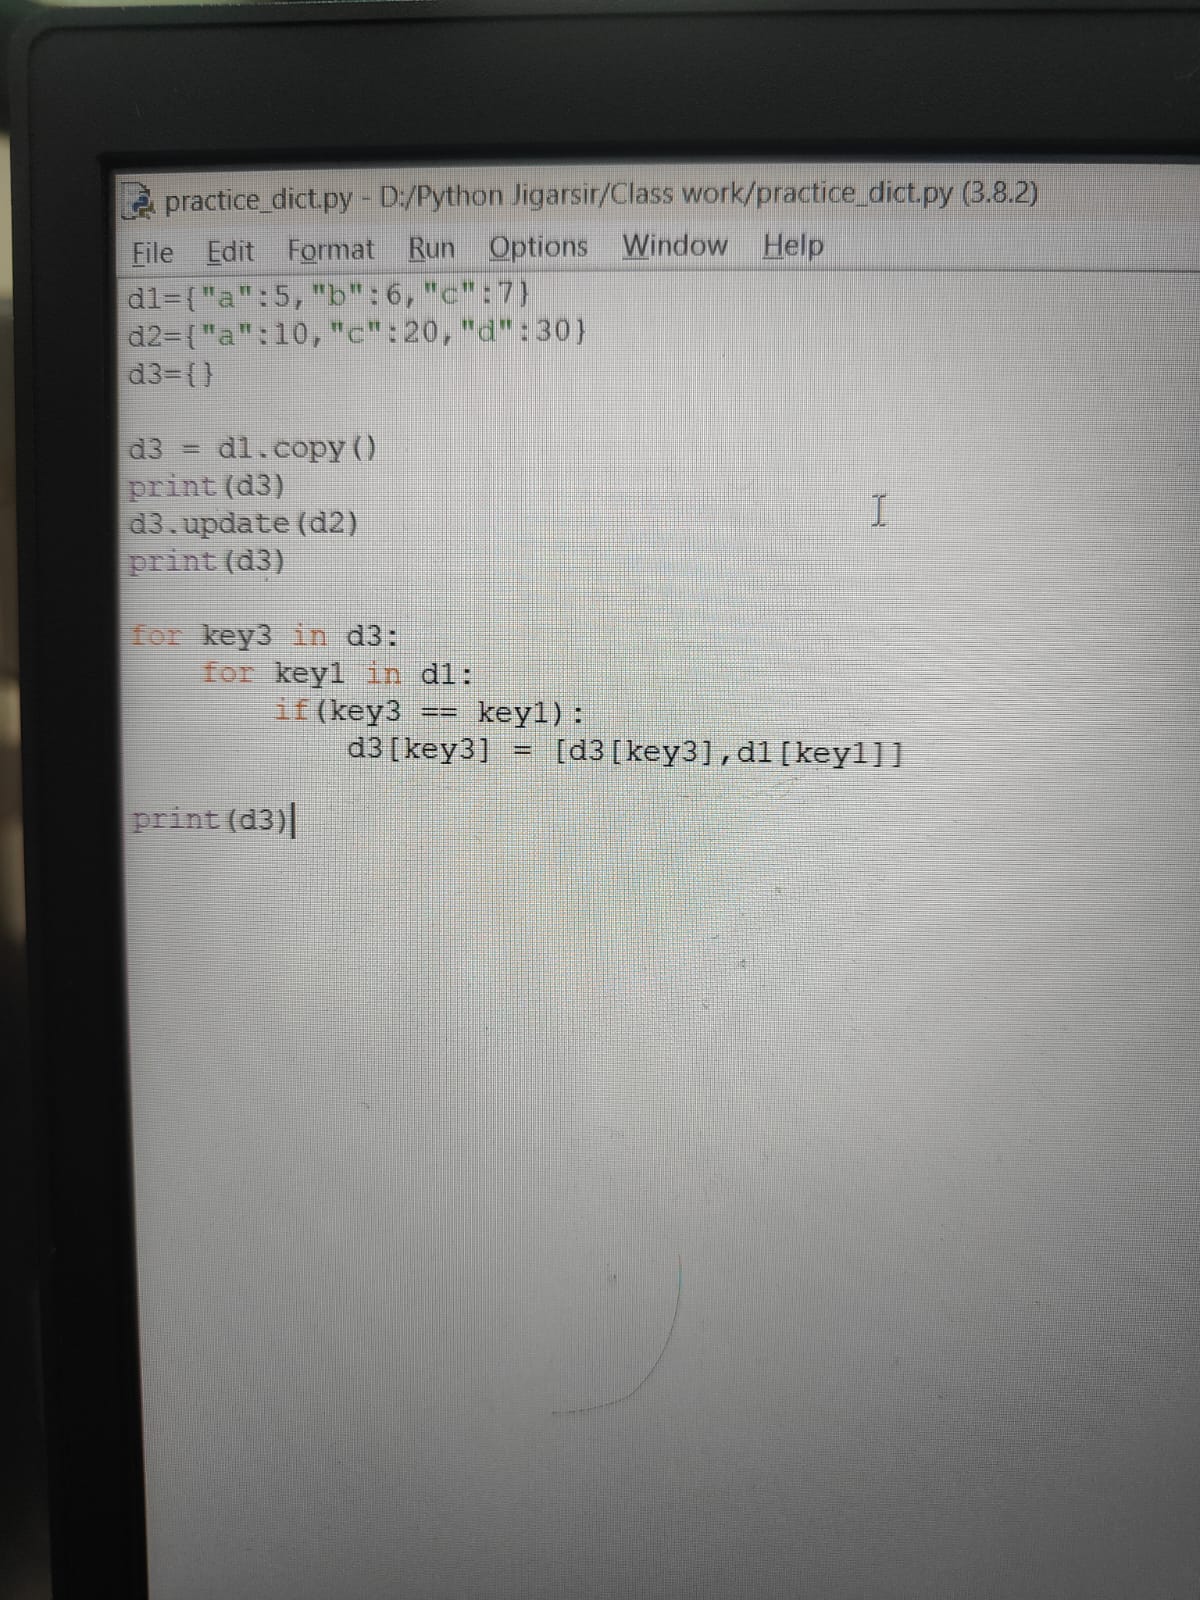 practice_dict.py - D:/Python Jigarsir/Class work/practice_dict.py (3.8.2)
File Edit Format Run Options Window Help
d1={"a":5,"b":6,"c":7}
d2={"a":10,"c":20,"d":30}
d3={}
d3 = d1.copy()
print(d3)
d3.update(d2)
print(d3)
for key3 in d3:
    for key1 in d1:
        if(key3 == key1):
            d3[key3] = [d3[key3],d1[key1]]
print(d3)